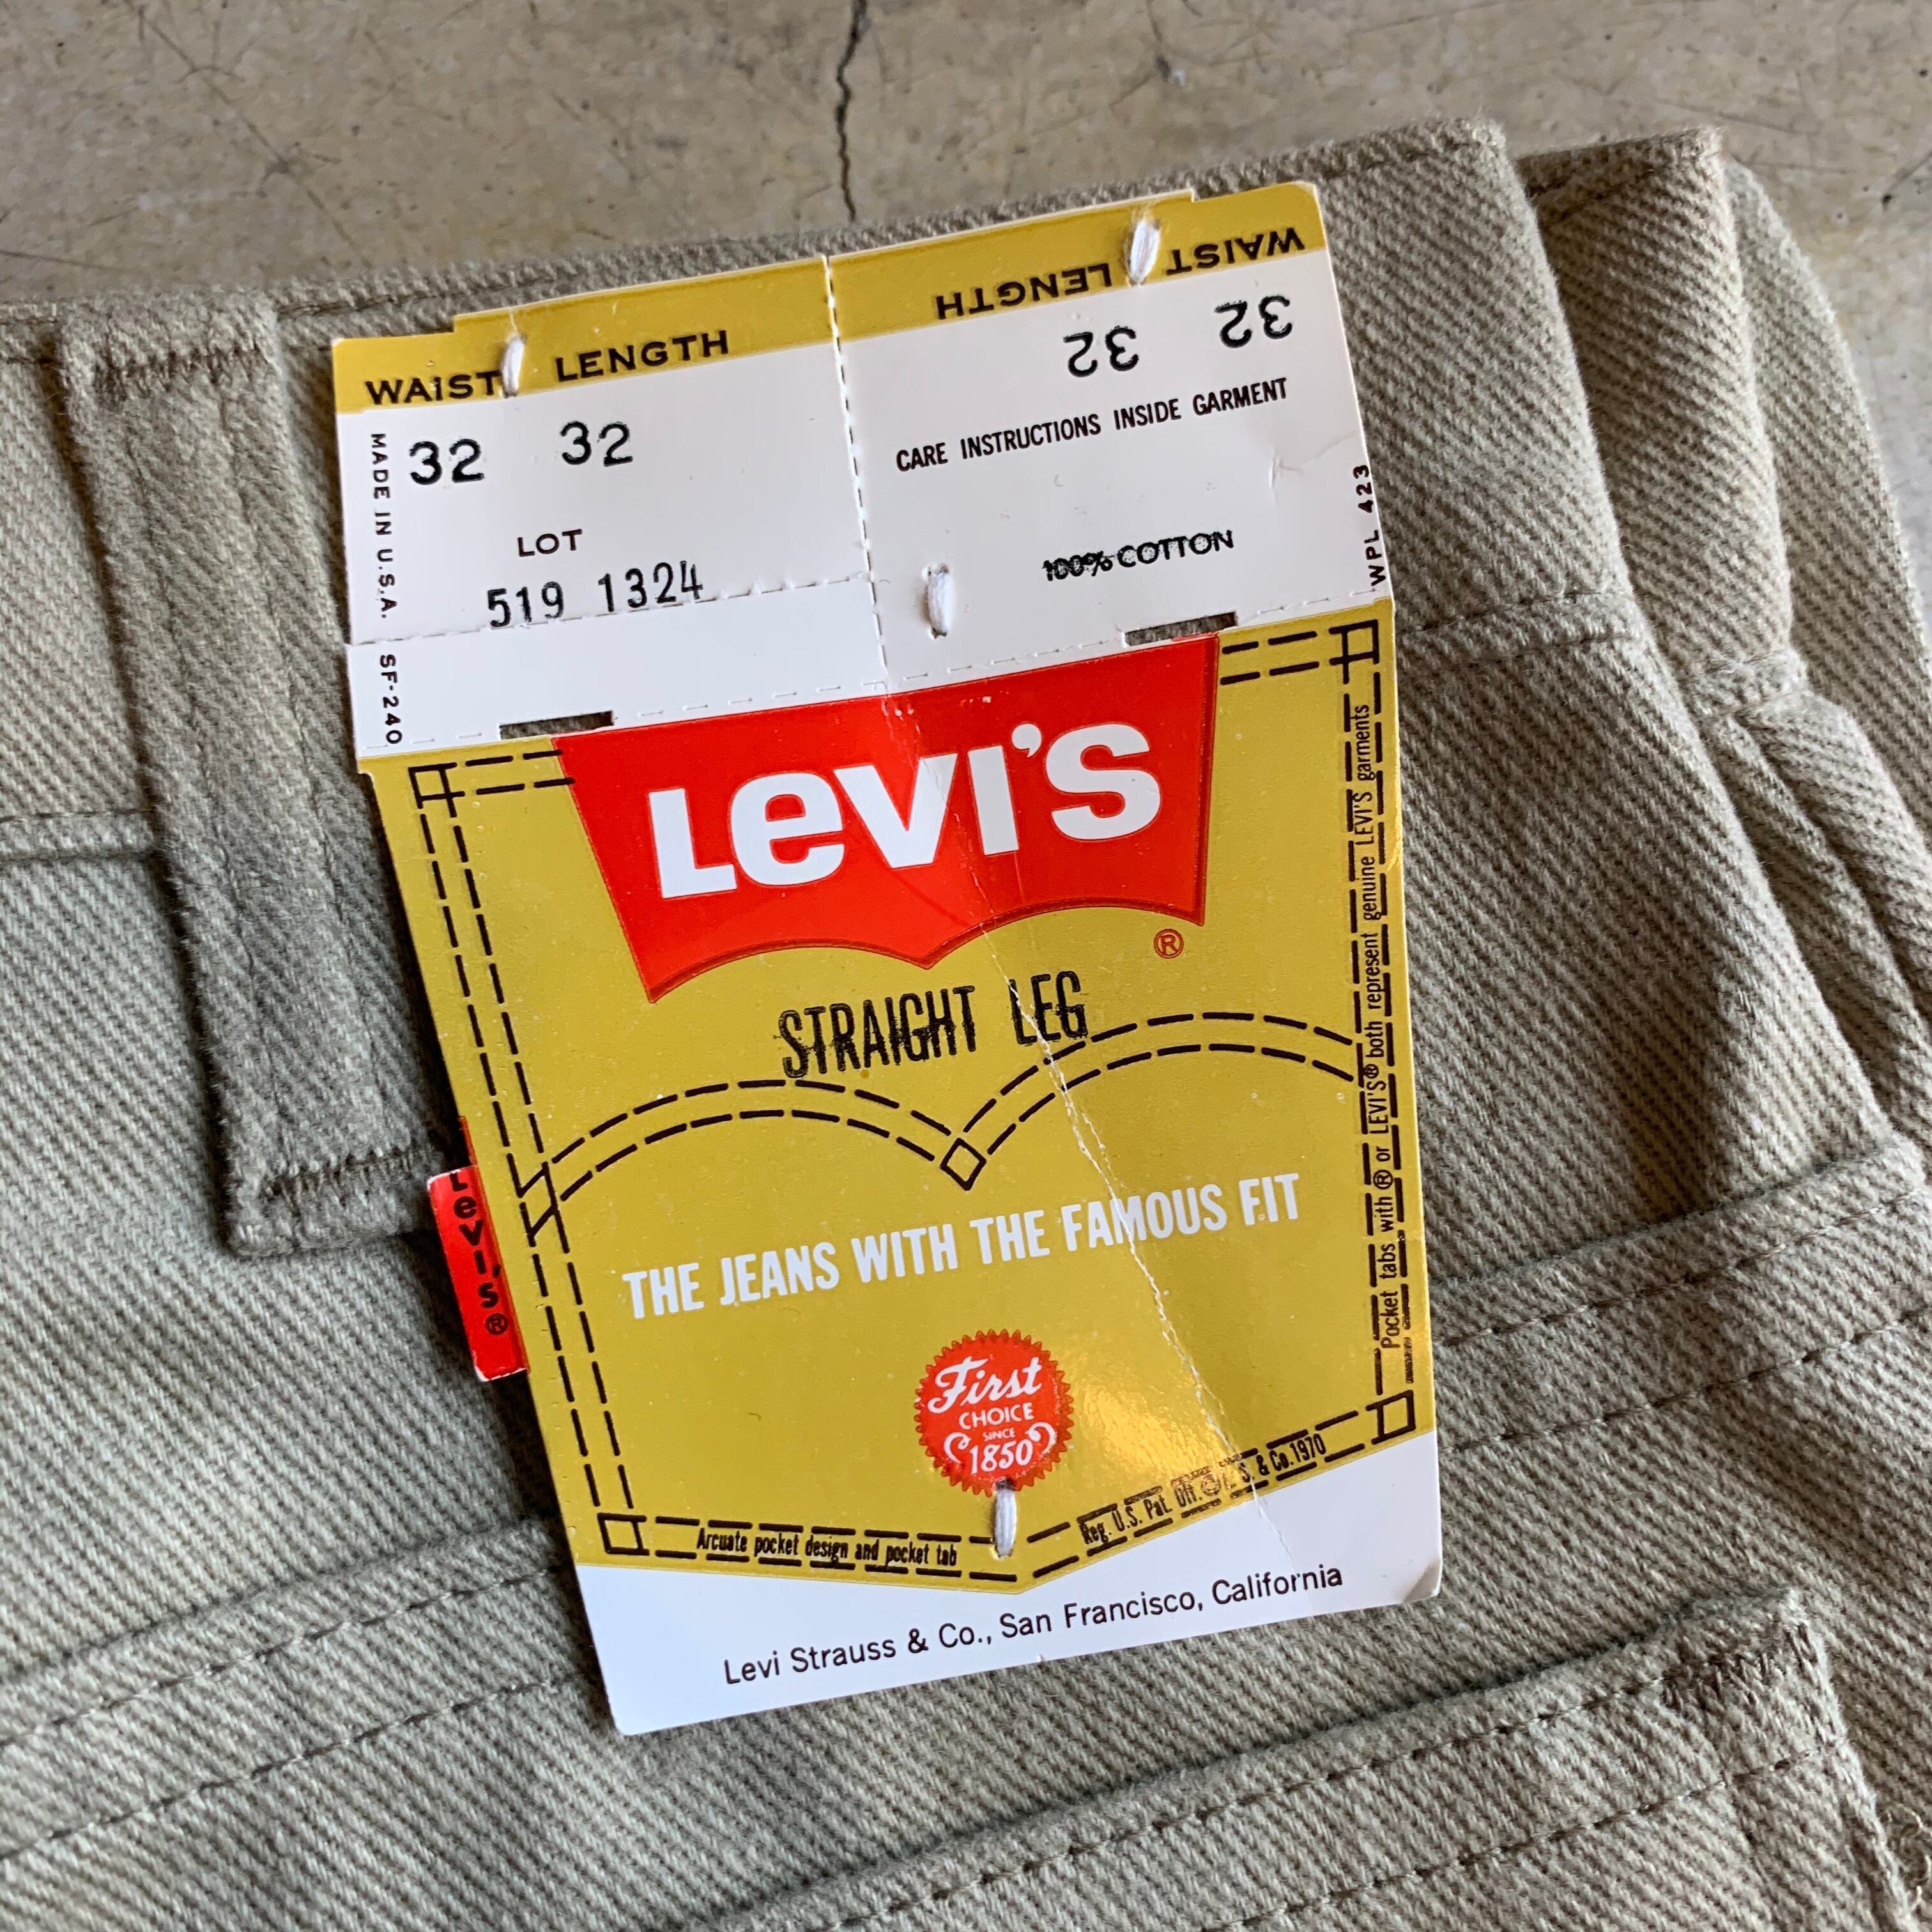 WAIST LENGTH
32 32
MADE IN U.S.A.
LOT
519 1324
SF-240
WAIST LENGTH
32 32
CARE INSTRUCTIONS INSIDE GARMENT
100% COTTON
WPL 423
LEVI'S
®
STRAIGHT LEG
THE JEANS WITH THE FAMOUS FIT
First
CHOICE
SINCE
1850
LEVI'S®
Pocket tabs with ® or LEVI'S® both represent genuine LEVI'S garments
Arcuate pocket design and pocket tab
Reg. U.S. Pat. Off. © L. S. & Co. 1970
Levi Strauss & Co., San Francisco, California